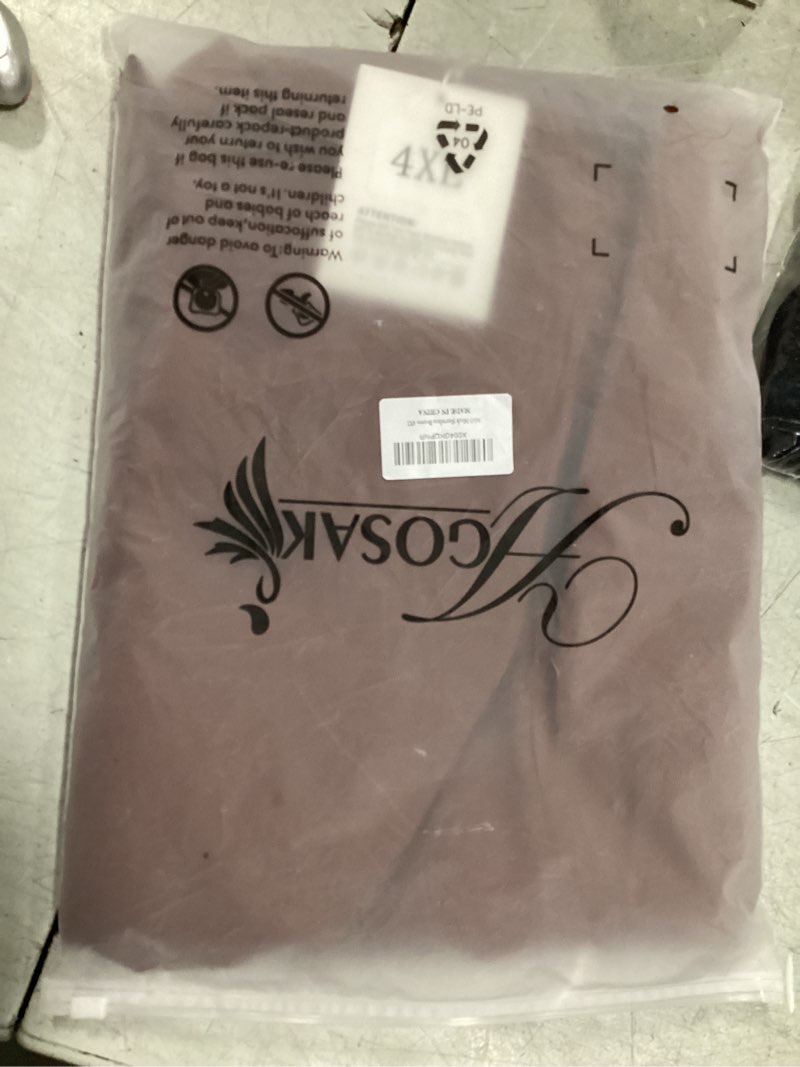 AGOSAK
MADE IN CHINA
Warning:To avoid danger
of suffocation,keep out of
reach of babies and
children.It's not a toy.
Please re-use this bag if
you wish to return your
product-repack carefully
and reseal pack if
returning this item.
4XL
04
PE-LD